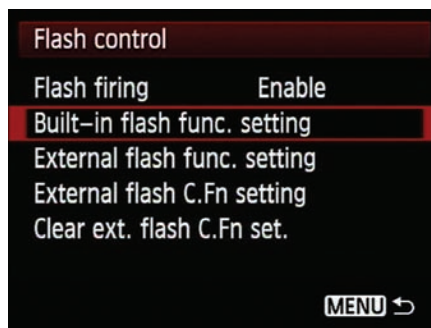 Flash control
Flash firing Enable
Built-in flash func. setting
External flash func. setting
External flash C.Fn setting
Clear ext. flash C.Fn set.
MENU